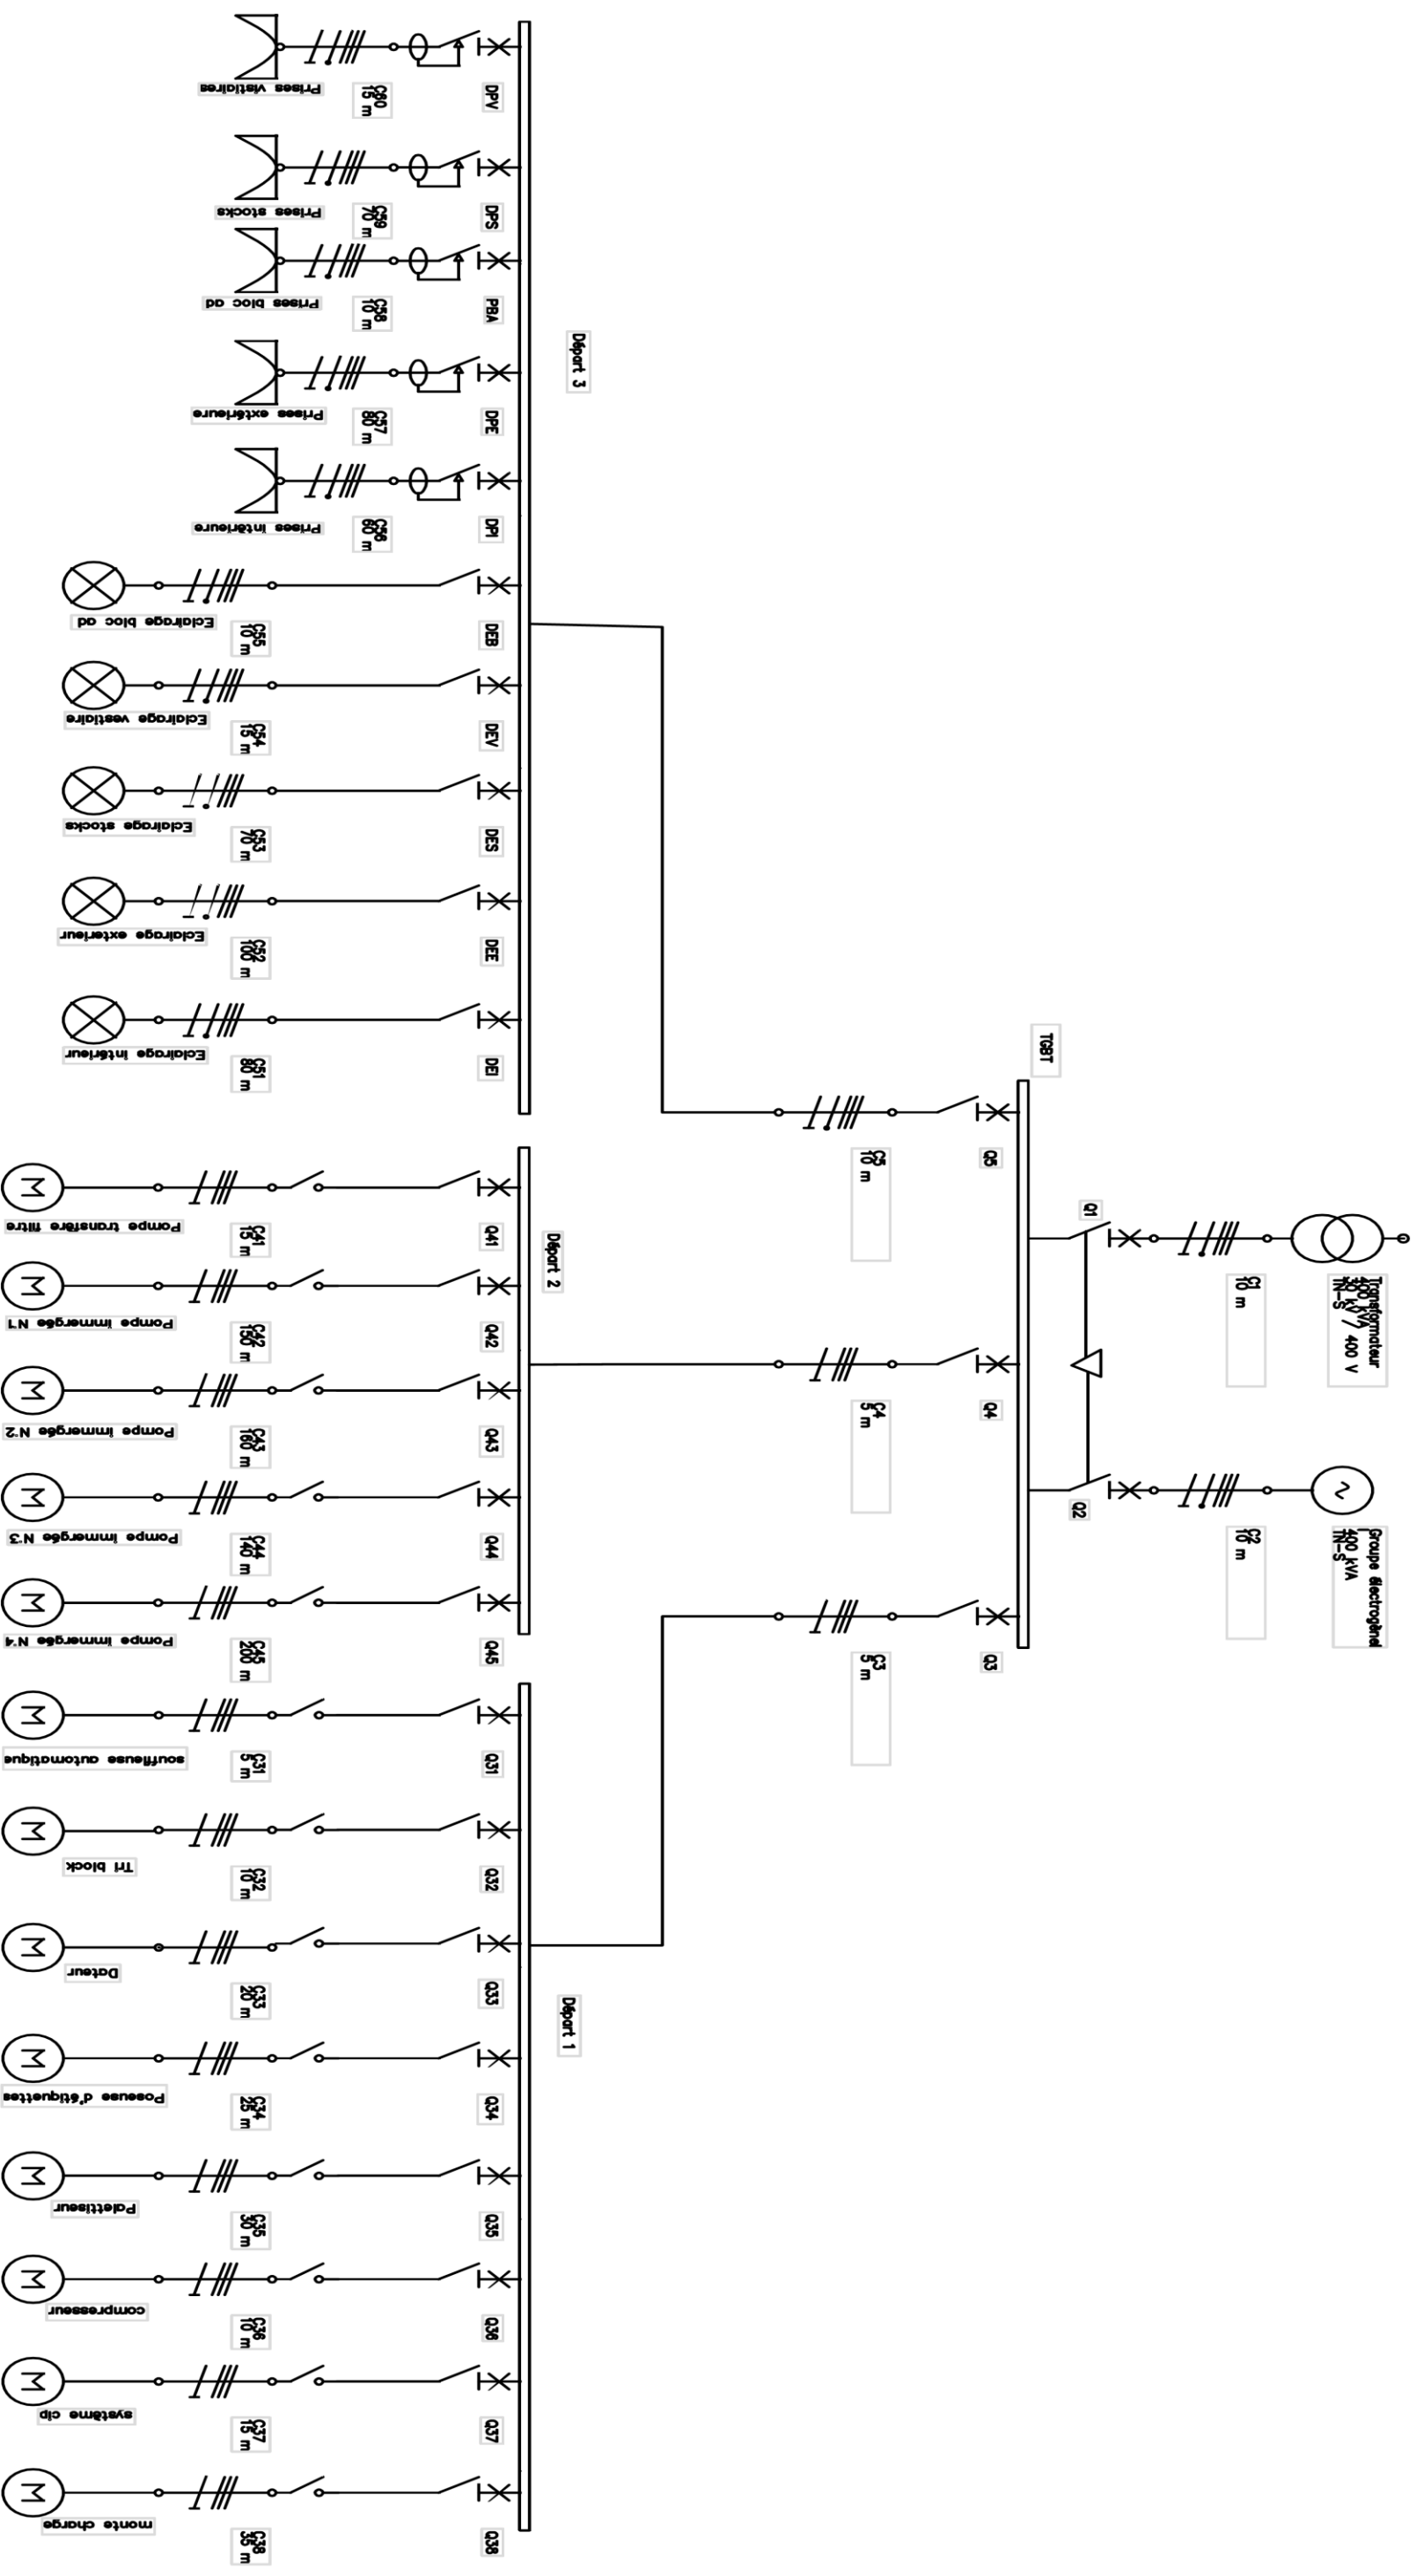 Transformateur
400 kVA
30 kV / 400 V
TN-S
C1
10 m
Q1
Groupe électrogène1
400 kVA
TN-S
C2
10 m
Q2
TGBT
Q5
C5
10 m
Q4
C4
5 m
Q3
C3
5 m
Départ 3
DPV
C60
15 m
Prises vistiaires
DPS
C59
70 m
Prises stocks
PBA
C58
10 m
Prises bloc ad
DPE
C57
80 m
Prises extérieure
DPI
C56
60 m
Prises intérieure
DEB
C55
10 m
Eclairage bloc ad
DEV
C54
15 m
Eclairage vestiaire
DES
C53
70 m
Eclairage stocks
DEE
C52
100 m
Eclairage exterieur
DEI
C51
80 m
Eclairage intérieur
Départ 2
Q41
C41
15 m
Pompe transfère filtre
Q42
C42
150 m
Pompe immergée N°1
Q43
C43
160 m
Pompe immergée N°2
Q44
C44
140 m
Pompe immergée N°3
Q45
C45
200 m
Pompe immergée N°4
Départ 1
Q31
C31
5 m
souffleuse automatique
Q32
C32
10 m
Tri block
Q33
C33
20 m
Dateur
Q34
C34
25 m
Poseuse d'étiquettes
Q35
C35
30 m
Palettiseur
Q36
C36
10 m
compresseur
Q37
C37
15 m
système cip
Q38
C38
35 m
monte charge